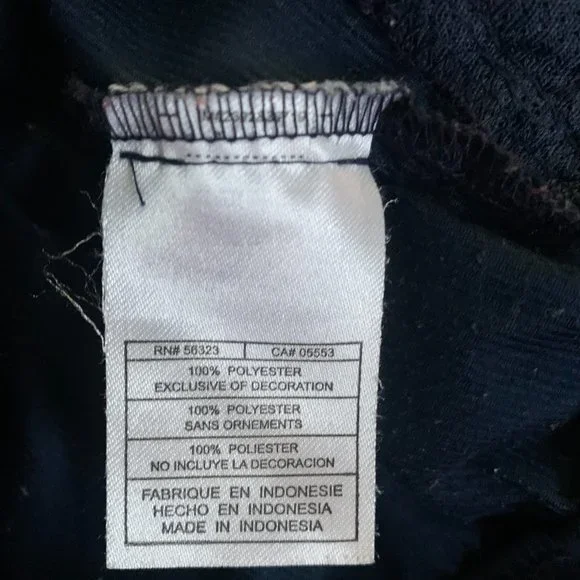 RN# 56323 CA# 05553
100% POLYESTER
EXCLUSIVE OF DECORATION
100% POLYESTER
SANS ORNEMENTS
100% POLIESTER
NO INCLUYE LA DECORACION
FABRIQUE EN INDONESIE
HECHO EN INDONESIA
MADE IN INDONESIA